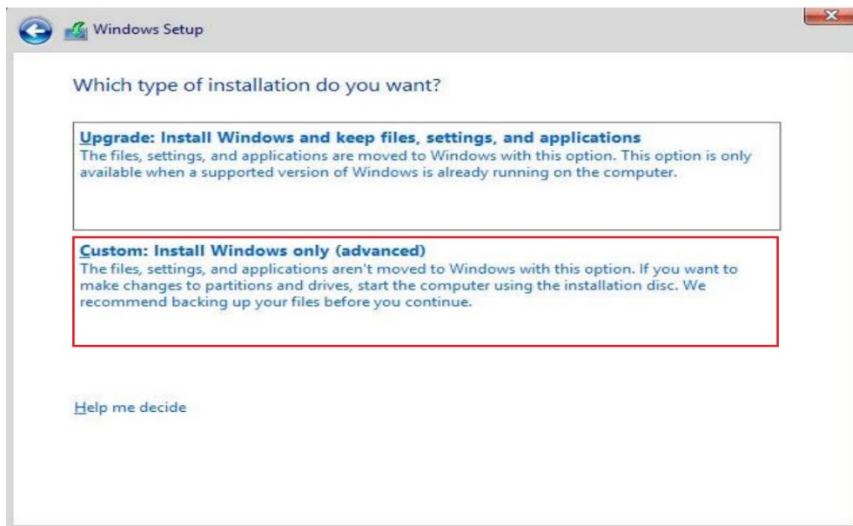 Windows Setup
Which type of installation do you want?
Upgrade: Install Windows and keep files, settings, and applications
The files, settings, and applications are moved to Windows with this option. This option is only
available when a supported version of Windows is already running on the computer.
Custom: Install Windows only (advanced)
The files, settings, and applications aren't moved to Windows with this option. If you want to
make changes to partitions and drives, start the computer using the installation disc. We
recommend backing up your files before you continue.
Help me decide